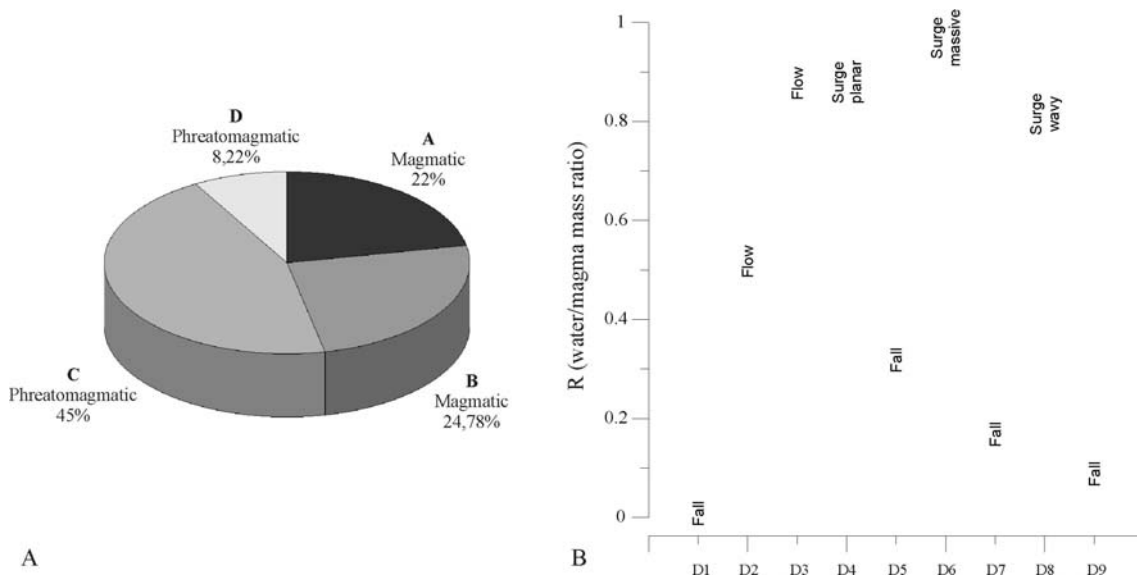 D
Phreatomagmatic
8,22%
A
Magmatic
22%
C
Phreatomagmatic
45%
B
Magmatic
24,78%
A
R (water/magma mass ratio)
1
0.8
0.6
0.4
0.2
0
Fall
Flow
Flow
Surge
planar
Fall
Surge
massive
Fall
Surge
wavy
Fall
D1 D2 D3 D4 D5 D6 D7 D8 D9
B